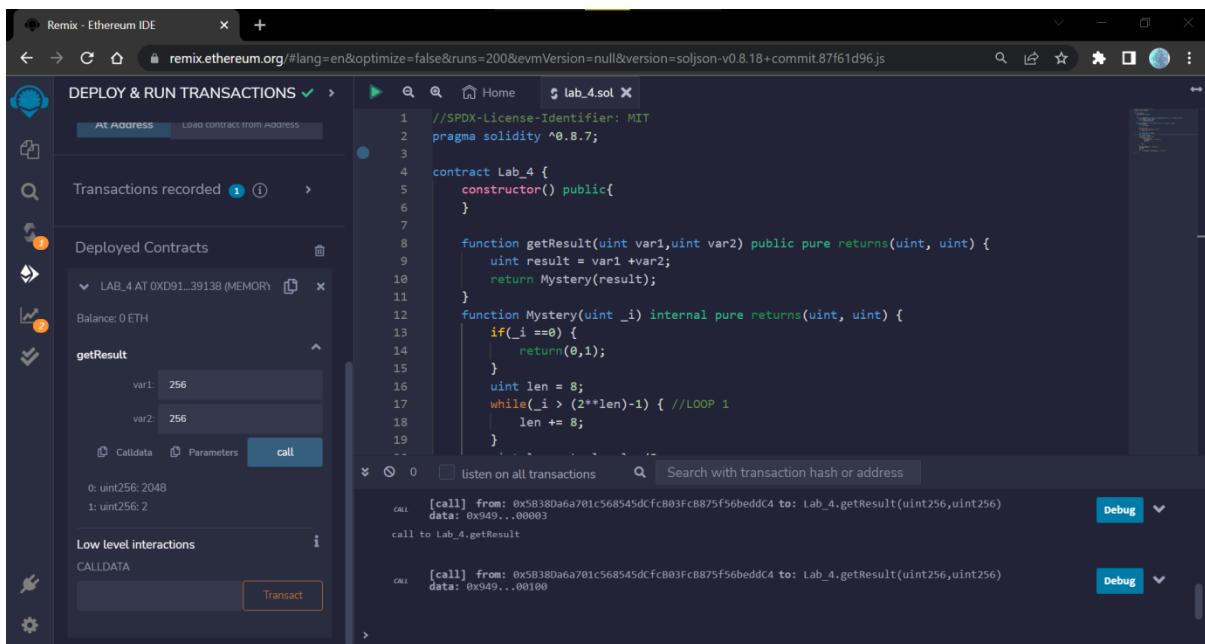 Remix - Ethereum IDE
remix.ethereum.org/#lang=en&optimize=false&runs=200&evmVersion=null&version=soljson-v0.8.18+commit.87f61d96.js
DEPLOY & RUN TRANSACTIONS
At Address Load contract from Address
Transactions recorded 1 i
Deployed Contracts
LAB_4 AT 0XD91...39138 (MEMORY
Balance: 0 ETH
getResult
var1: 256
var2: 256
Calldata Parameters call
0: uint256: 2048
1: uint256: 2
Low level interactions i
CALLDATA
Transact
1
2
Home lab_4.sol
1 //SPDX-License-Identifier: MIT
2 pragma solidity ^0.8.7;
3
4 contract Lab_4 {
5 constructor() public{
6 }
7
8 function getResult(uint var1,uint var2) public pure returns(uint, uint) {
9 uint result = var1 +var2;
10 return Mystery(result);
11 }
12 function Mystery(uint _i) internal pure returns(uint, uint) {
13 if(_i ==0) {
14 return(0,1);
15 }
16 uint len = 8;
17 while(_i > (2**len)-1) { //LOOP 1
18 len += 8;
19 }
0 listen on all transactions Search with transaction hash or address
CALL [call] from: 0x5B38Da6a701c568545dCfcB03FcB875f56beddC4 to: Lab_4.getResult(uint256,uint256)
data: 0x949...00003
Debug
call to Lab_4.getResult
CALL [call] from: 0x5B38Da6a701c568545dCfcB03FcB875f56beddC4 to: Lab_4.getResult(uint256,uint256)
data: 0x949...00100
Debug
>